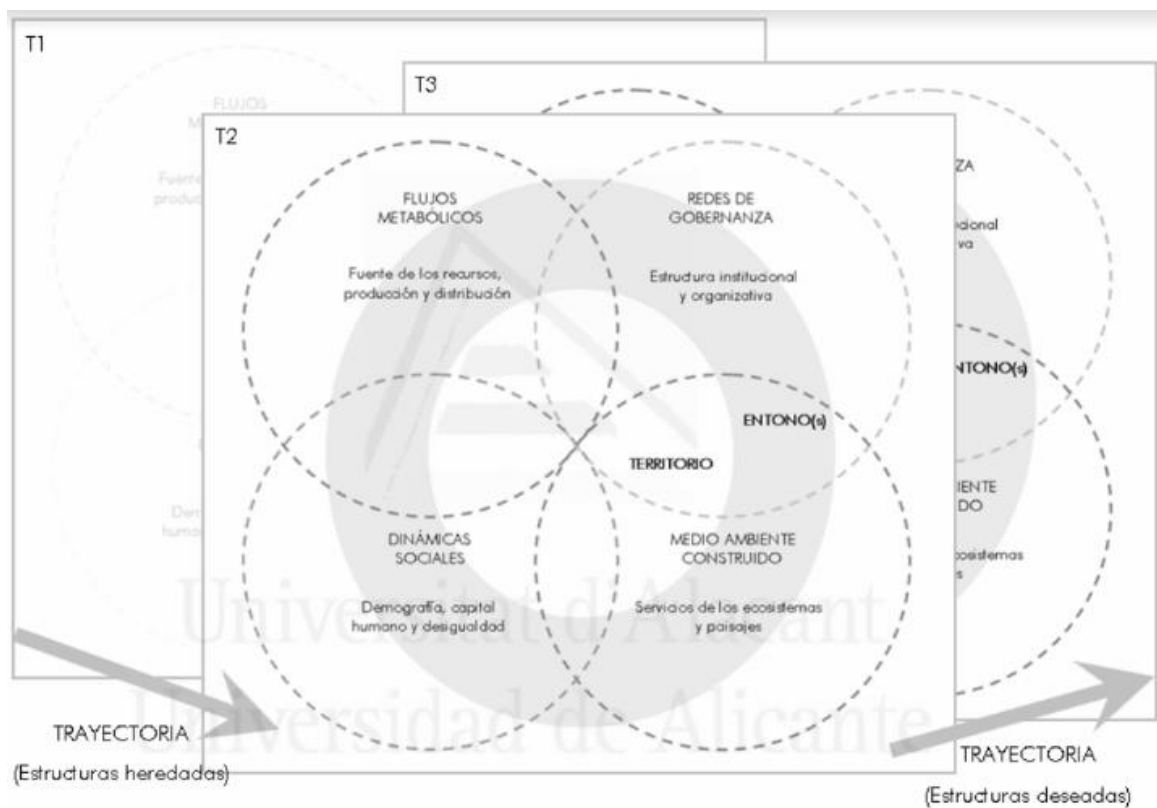 T1
FLUJOS
T3
T2
FLUJOS
METABÓLICOS
Fuente de los recursos,
producción y distribución
REDES DE
GOBERNANZA
Estructura institucional
y organizativa
ENTONO(s)
TERRITORIO
DINÁMICAS
SOCIALES
Demografía, capital
humano y desigualdad
MEDIO AMBIENTE
CONSTRUIDO
Servicios de los ecosistemas
y paisajes
Universitat d'Alacant
Universidad de Alicante
TRAYECTORIA
(Estructuras heredadas)
TRAYECTORIA
(Estructuras deseadas)